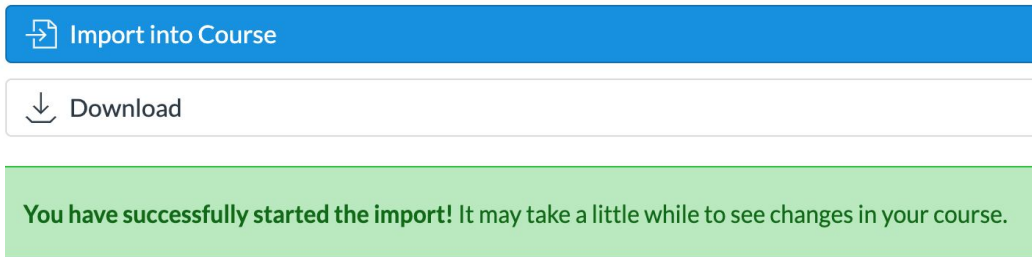 Import into Course
Download
You have successfully started the import! It may take a little while to see changes in your course.